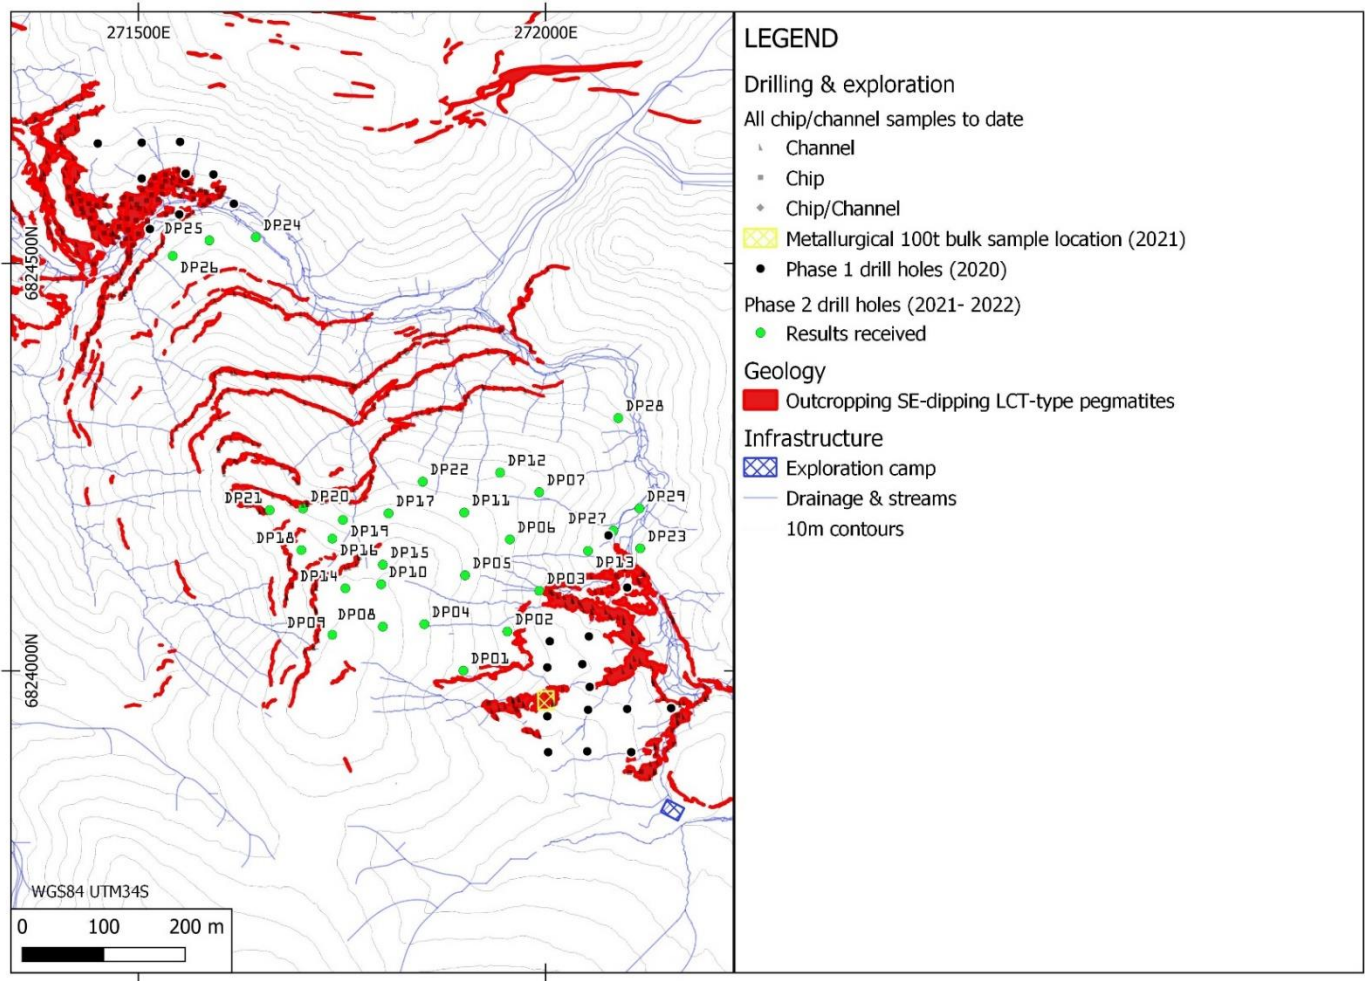 271500E
272000E
6824500N
6824000N
DP25
DP24
DP26
DP28
DP22
DP12
DP07
DP21
DP20
DP17
DP11
DP29
DP19
DP06
DP27
DP18
DP16
DP15
DP23
DP14
DP10
DP05
DP13
DP03
DP09
DP08
DP04
DP02
DP01
WGS84 UTM34S
0 100 200 m
LEGEND
Drilling & exploration
All chip/channel samples to date
Channel
Chip
Chip/Channel
Metallurgical 100t bulk sample location (2021)
Phase 1 drill holes (2020)
Phase 2 drill holes (2021- 2022)
Results received
Geology
Outcropping SE-dipping LCT-type pegmatites
Infrastructure
Exploration camp
Drainage & streams
10m contours